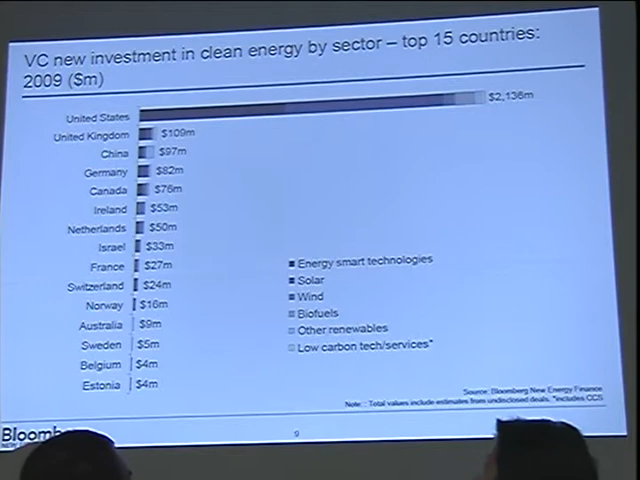 VC new investment in clean energy by sector – top 15 countries:
2009 ($m)
United States $2,136m
United Kingdom $109m
China $97m
Germany $82m
Canada $76m
Ireland $53m
Netherlands $50m
Israel $33m
France $27m
Switzerland $24m
Norway $16m
Australia $9m
Sweden $5m
Belgium $4m
Estonia $4m
Energy smart technologies
Solar
Wind
Biofuels
Other renewables
Low carbon tech/services*
Source: Bloomberg New Energy Finance
Note: Total values include estimates from undisclosed deals, *includes CCS
9